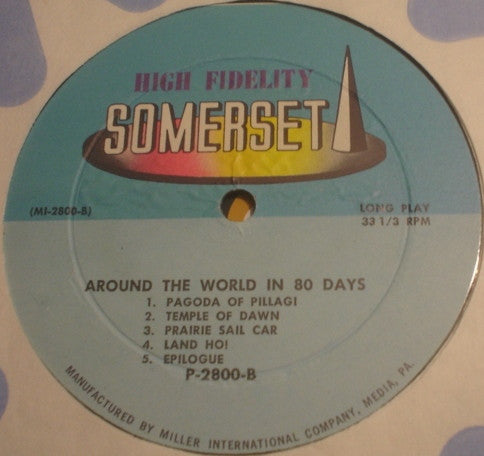 HIGH FIDELITY
SOMERSET
(MI-2800-B)
LONG PLAY
33 1/3 RPM
AROUND THE WORLD IN 80 DAYS
1. PAGODA OF PILLAGI
2. TEMPLE OF DAWN
3. PRAIRIE SAIL CAR
4. LAND HO!
5. EPILOGUE
P-2800-B
MANUFACTURED BY MILLER INTERNATIONAL COMPANY, MEDIA, PA.